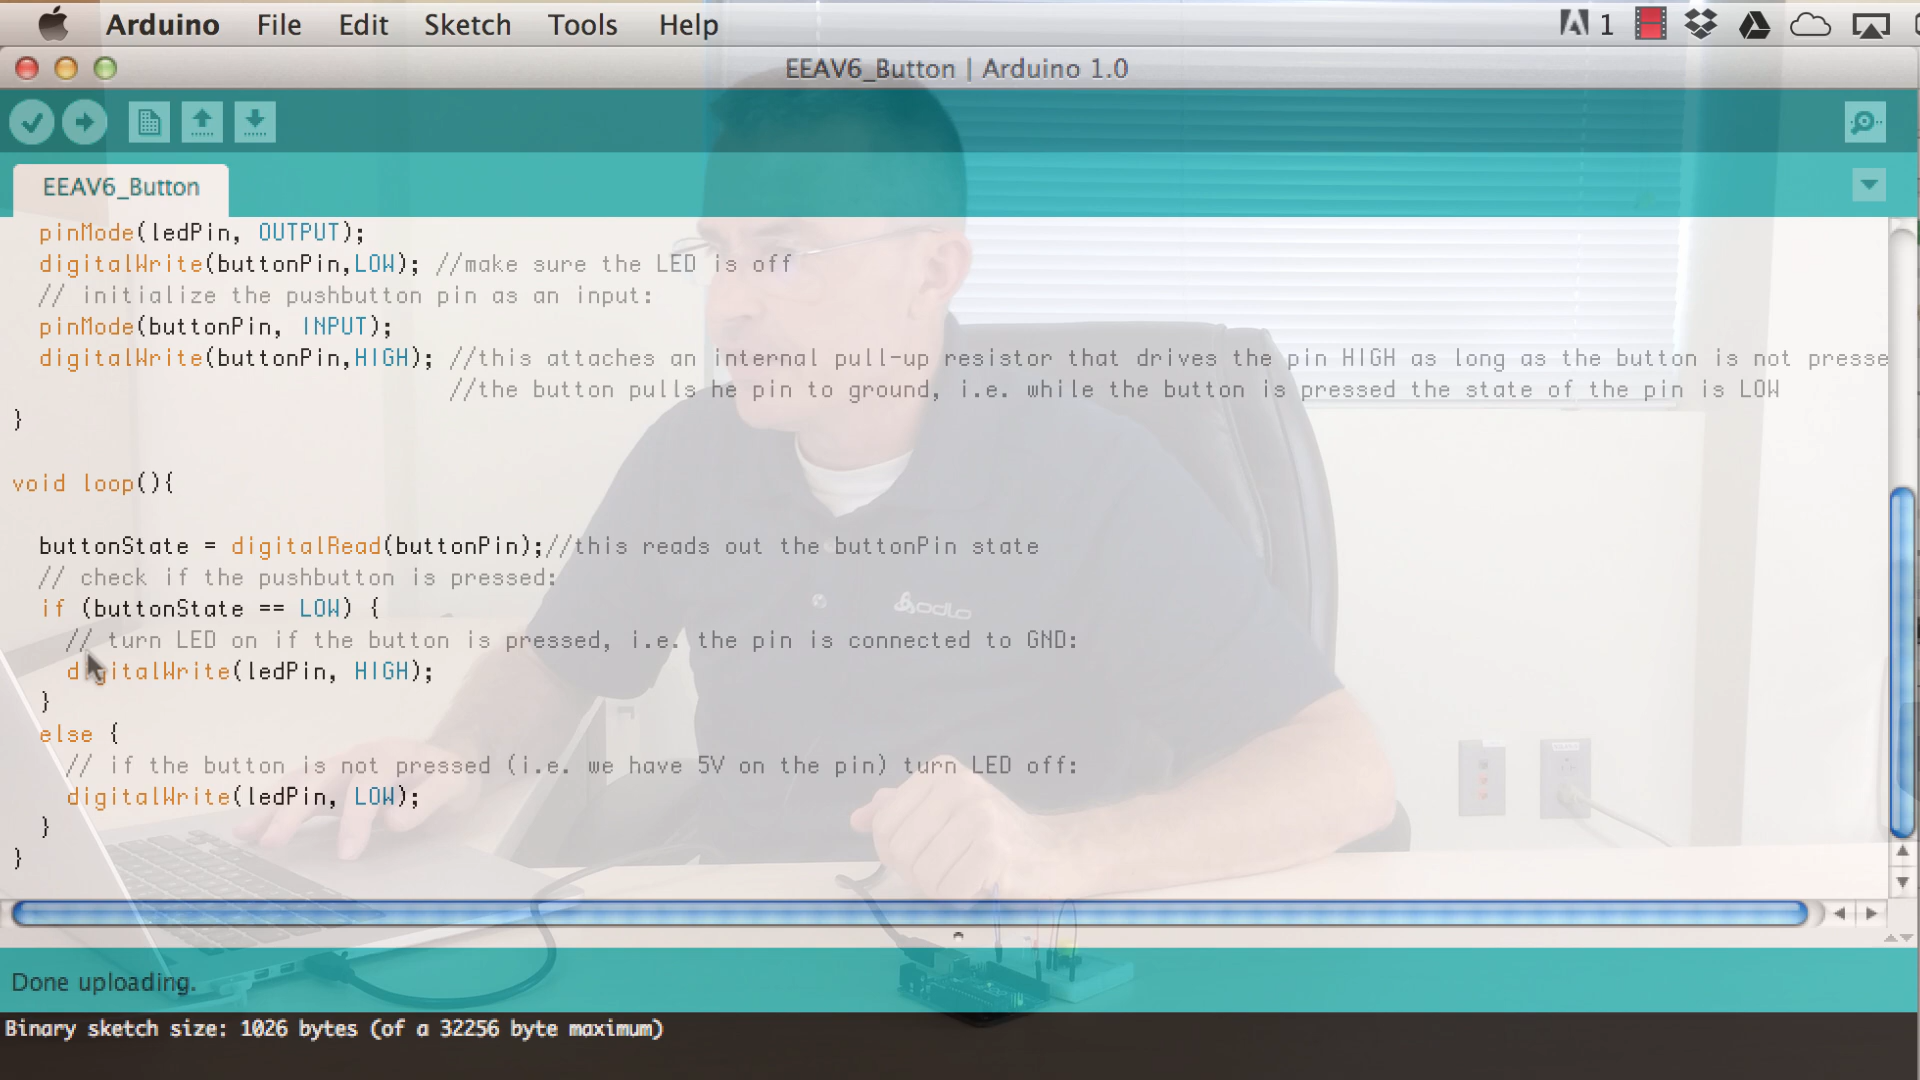 Arduino File Edit Sketch Tools Help 1
EEAV6_Button | Arduino 1.0
EEAV6_Button
pinMode(ledPin, OUTPUT);
digitalWrite(buttonPin,LOW); //make sure the LED is off
// initialize the pushbutton pin as an input:
pinMode(buttonPin, INPUT);
digitalWrite(buttonPin,HIGH); //this attaches an internal pull-up resistor that drives the pin HIGH as long as the button is not presse
//the button pulls he pin to ground, i.e. while the button is pressed the state of the pin is LOW
}
void loop(){
buttonState = digitalRead(buttonPin);//this reads out the buttonPin state
// check if the pushbutton is pressed:
if (buttonState == LOW) {
// turn LED on if the button is pressed, i.e. the pin is connected to GND:
digitalWrite(ledPin, HIGH);
}
else {
// if the button is not pressed (i.e. we have 5V on the pin) turn LED off:
digitalWrite(ledPin, LOW);
}
}
odlo
Done uploading.
Binary sketch size: 1026 bytes (of a 32256 byte maximum)